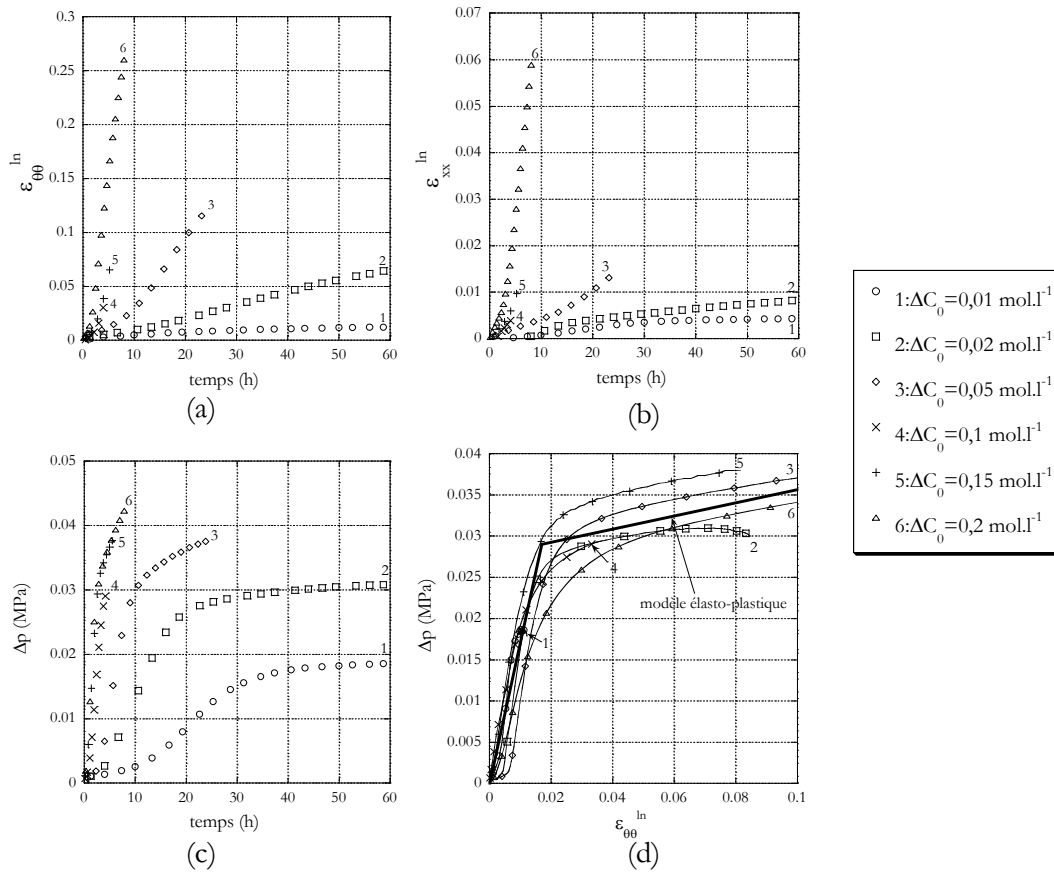 0.3
0.25
0.2
0.15
0.1
0.05
0
ε_θθ^ln
6
5
4
3
2
1
0 10 20 30 40 50 60
temps (h)
(a)
0.07
0.06
0.05
0.04
0.03
0.02
0.01
0
ε_xx^ln
6
5
4
3
2
1
0 10 20 30 40 50 60
temps (h)
(b)
0.05
0.04
0.03
0.02
0.01
0
Δp (MPa)
6
5
4
3
2
1
0 10 20 30 40 50 60
temps (h)
(c)
0.04
0.035
0.03
0.025
0.02
0.015
0.01
0.005
0
Δp (MPa)
5
3
6
2
4
modèle élasto-plastique
1
0 0.02 0.04 0.06 0.08 0.1
ε_θθ^ln
(d)
1:ΔC₀=0,01 mol.l⁻¹
2:ΔC₀=0,02 mol.l⁻¹
3:ΔC₀=0,05 mol.l⁻¹
4:ΔC₀=0,1 mol.l⁻¹
5:ΔC₀=0,15 mol.l⁻¹
6:ΔC₀=0,2 mol.l⁻¹